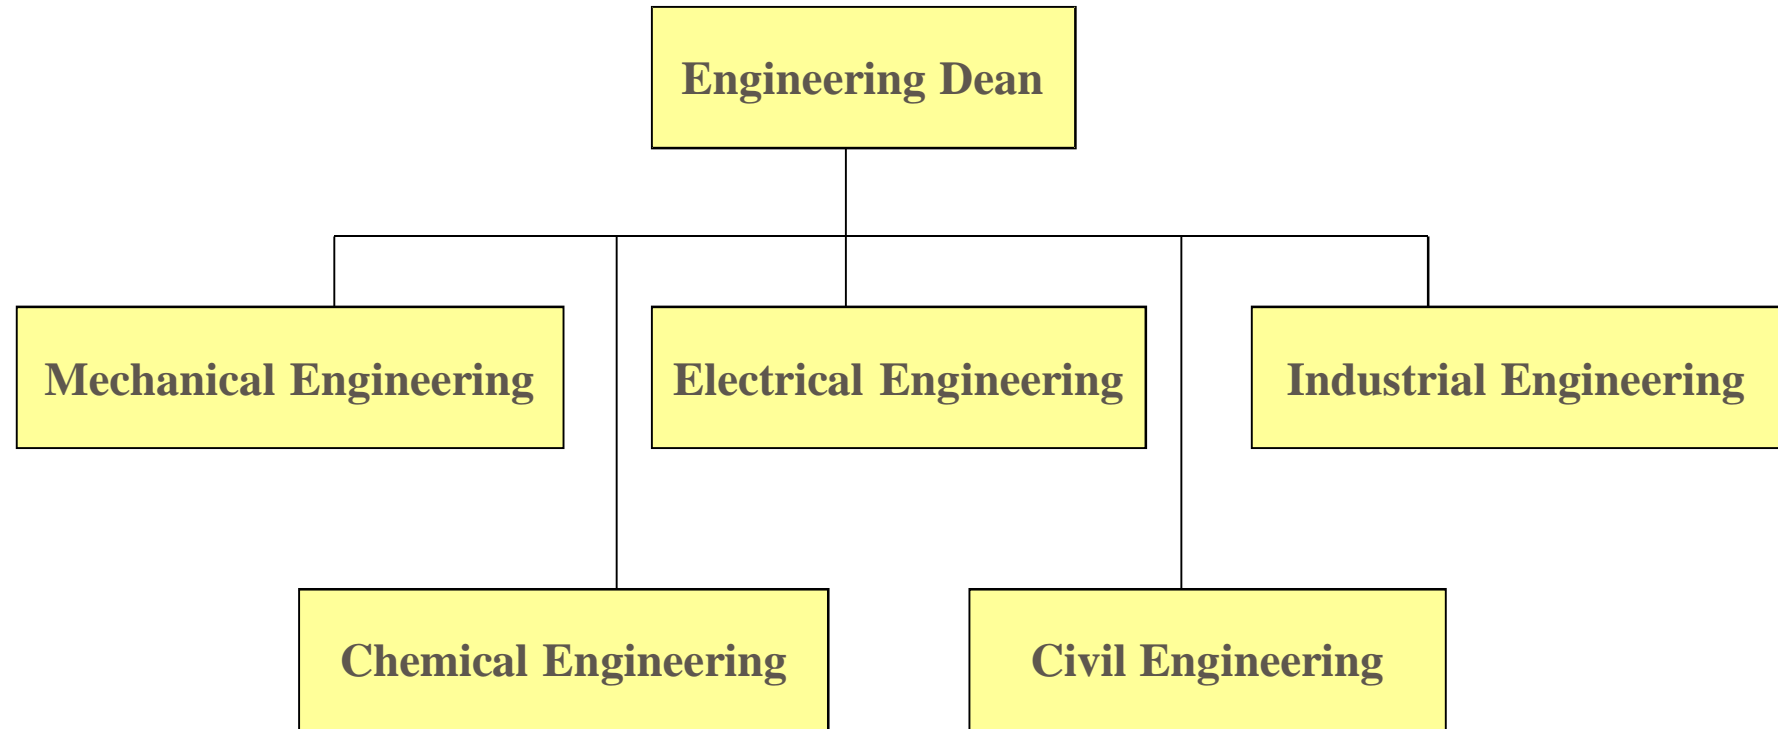 Engineering Dean
Mechanical Engineering
Electrical Engineering
Industrial Engineering
Chemical Engineering
Civil Engineering